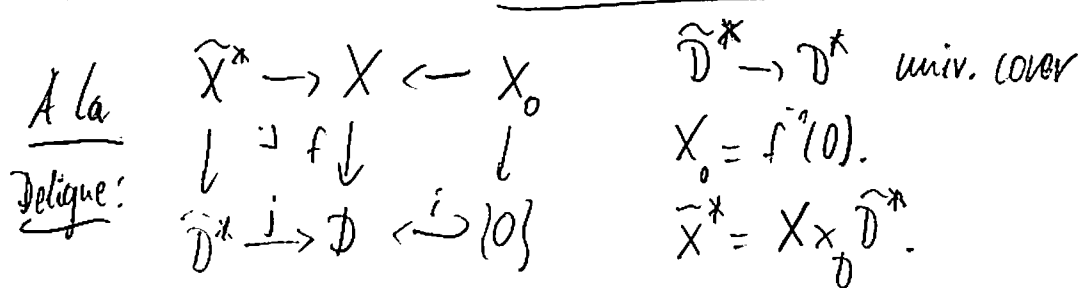 A la Deligne:
X̃* → X ← X₀
↓ ⌟ f ↓ ↓
D̃* —j→ D ←i↩ {0}
D̃* → D* univ. cover
X₀ = f⁻¹(0).
X̃* = X ×_D D̃*.